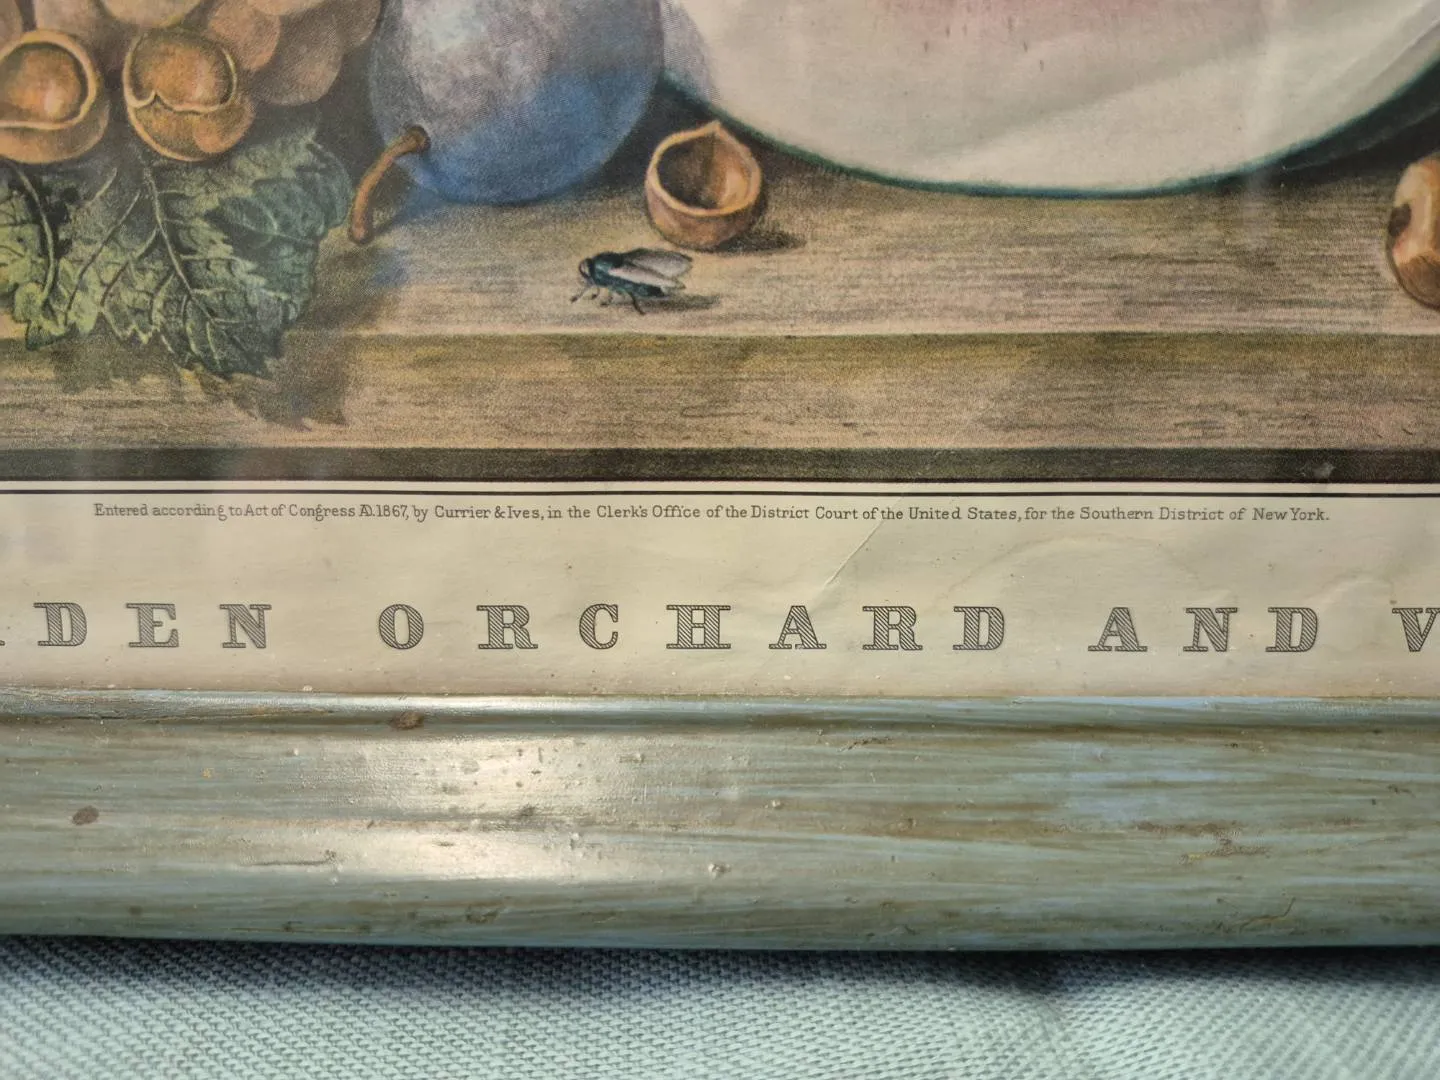 Entered according to Act of Congress AD.1867, by Currier & Ives, in the Clerk's Office of the District Court of the United States, for the Southern District of New York.
DEN ORCHARD AND V